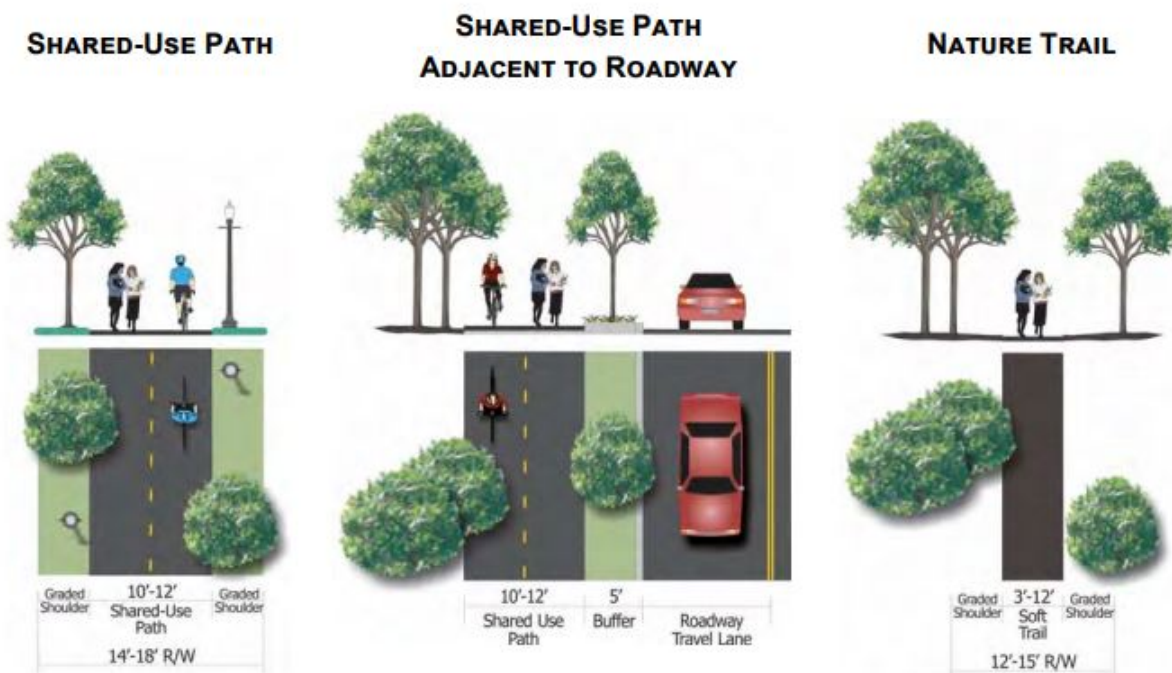 SHARED-USE PATH
SHARED-USE PATH
ADJACENT TO ROADWAY
NATURE TRAIL
Graded
Shoulder
10'-12'
Shared-Use
Path
Graded
Shoulder
14'-18' R/W
10'-12'
Shared Use
Path
5'
Buffer
Roadway
Travel Lane
Graded
Shoulder
3'-12'
Soft
Trail
Graded
Shoulder
12'-15' R/W